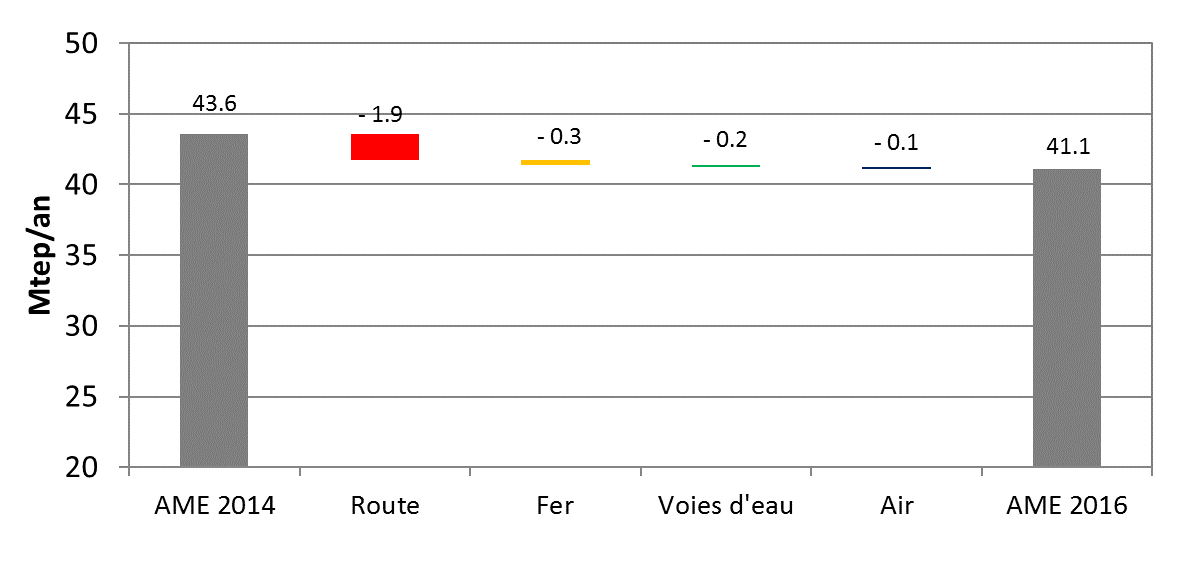 50
45
40
35
30
25
20
Mtep/an
43.6
- 1.9
- 0.3
- 0.2
- 0.1
41.1
AME 2014
Route
Fer
Voies d'eau
Air
AME 2016